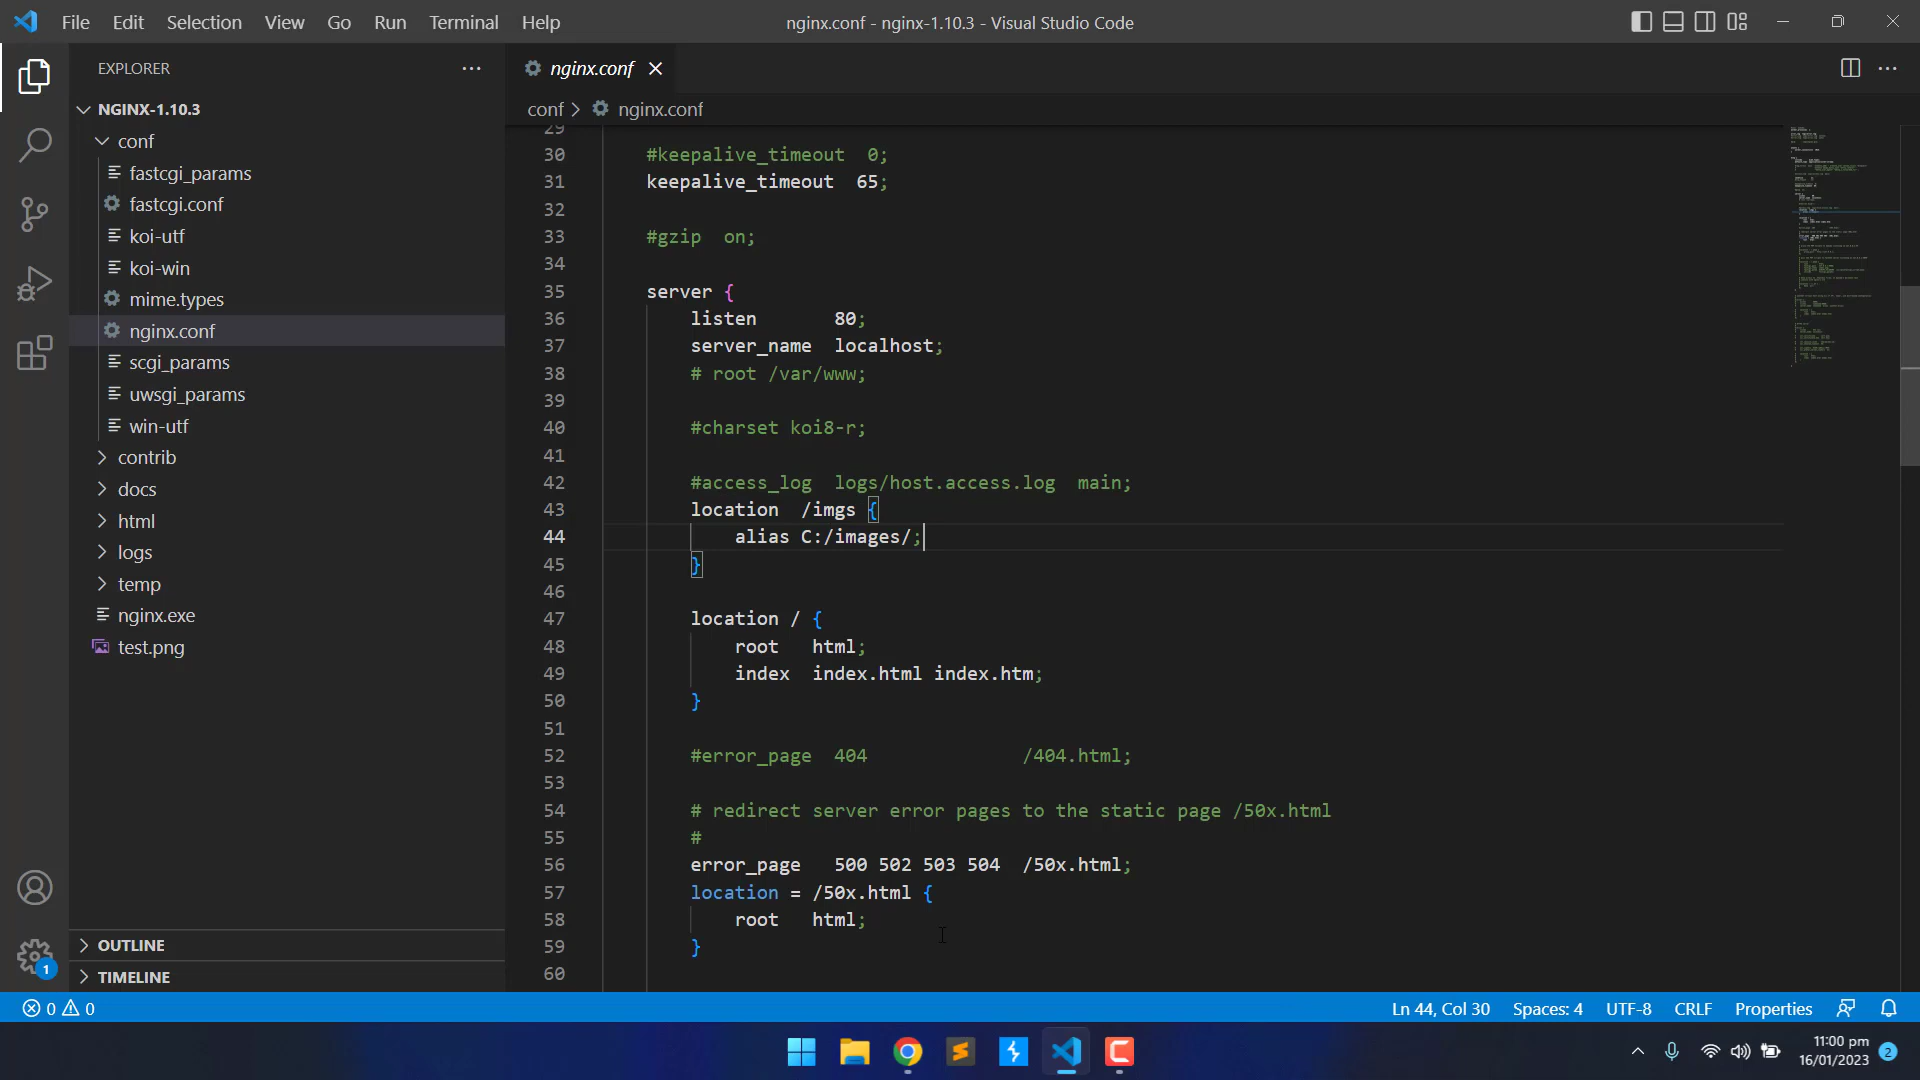 File Edit Selection View Go Run Terminal Help
nginx.conf - nginx-1.10.3 - Visual Studio Code
EXPLORER
NGINX-1.10.3
conf
fastcgi_params
fastcgi.conf
koi-utf
koi-win
mime.types
nginx.conf
scgi_params
uwsgi_params
win-utf
contrib
docs
html
logs
temp
nginx.exe
test.png
OUTLINE
TIMELINE
nginx.conf
conf > nginx.conf
29
30 #keepalive_timeout  0;
31 keepalive_timeout  65;
32
33 #gzip  on;
34
35 server {
36 listen       80;
37 server_name  localhost;
38 # root /var/www;
39
40 #charset koi8-r;
41
42 #access_log  logs/host.access.log  main;
43 location  /imgs {
44 alias C:/images/;
45 }
46
47 location / {
48 root   html;
49 index  index.html index.htm;
50 }
51
52 #error_page  404              /404.html;
53
54 # redirect server error pages to the static page /50x.html
55 #
56 error_page   500 502 503 504  /50x.html;
57 location = /50x.html {
58 root   html;
59 }
60
1
0 0
Ln 44, Col 30 Spaces: 4 UTF-8 CRLF Properties
11:00 pm
16/01/2023
2